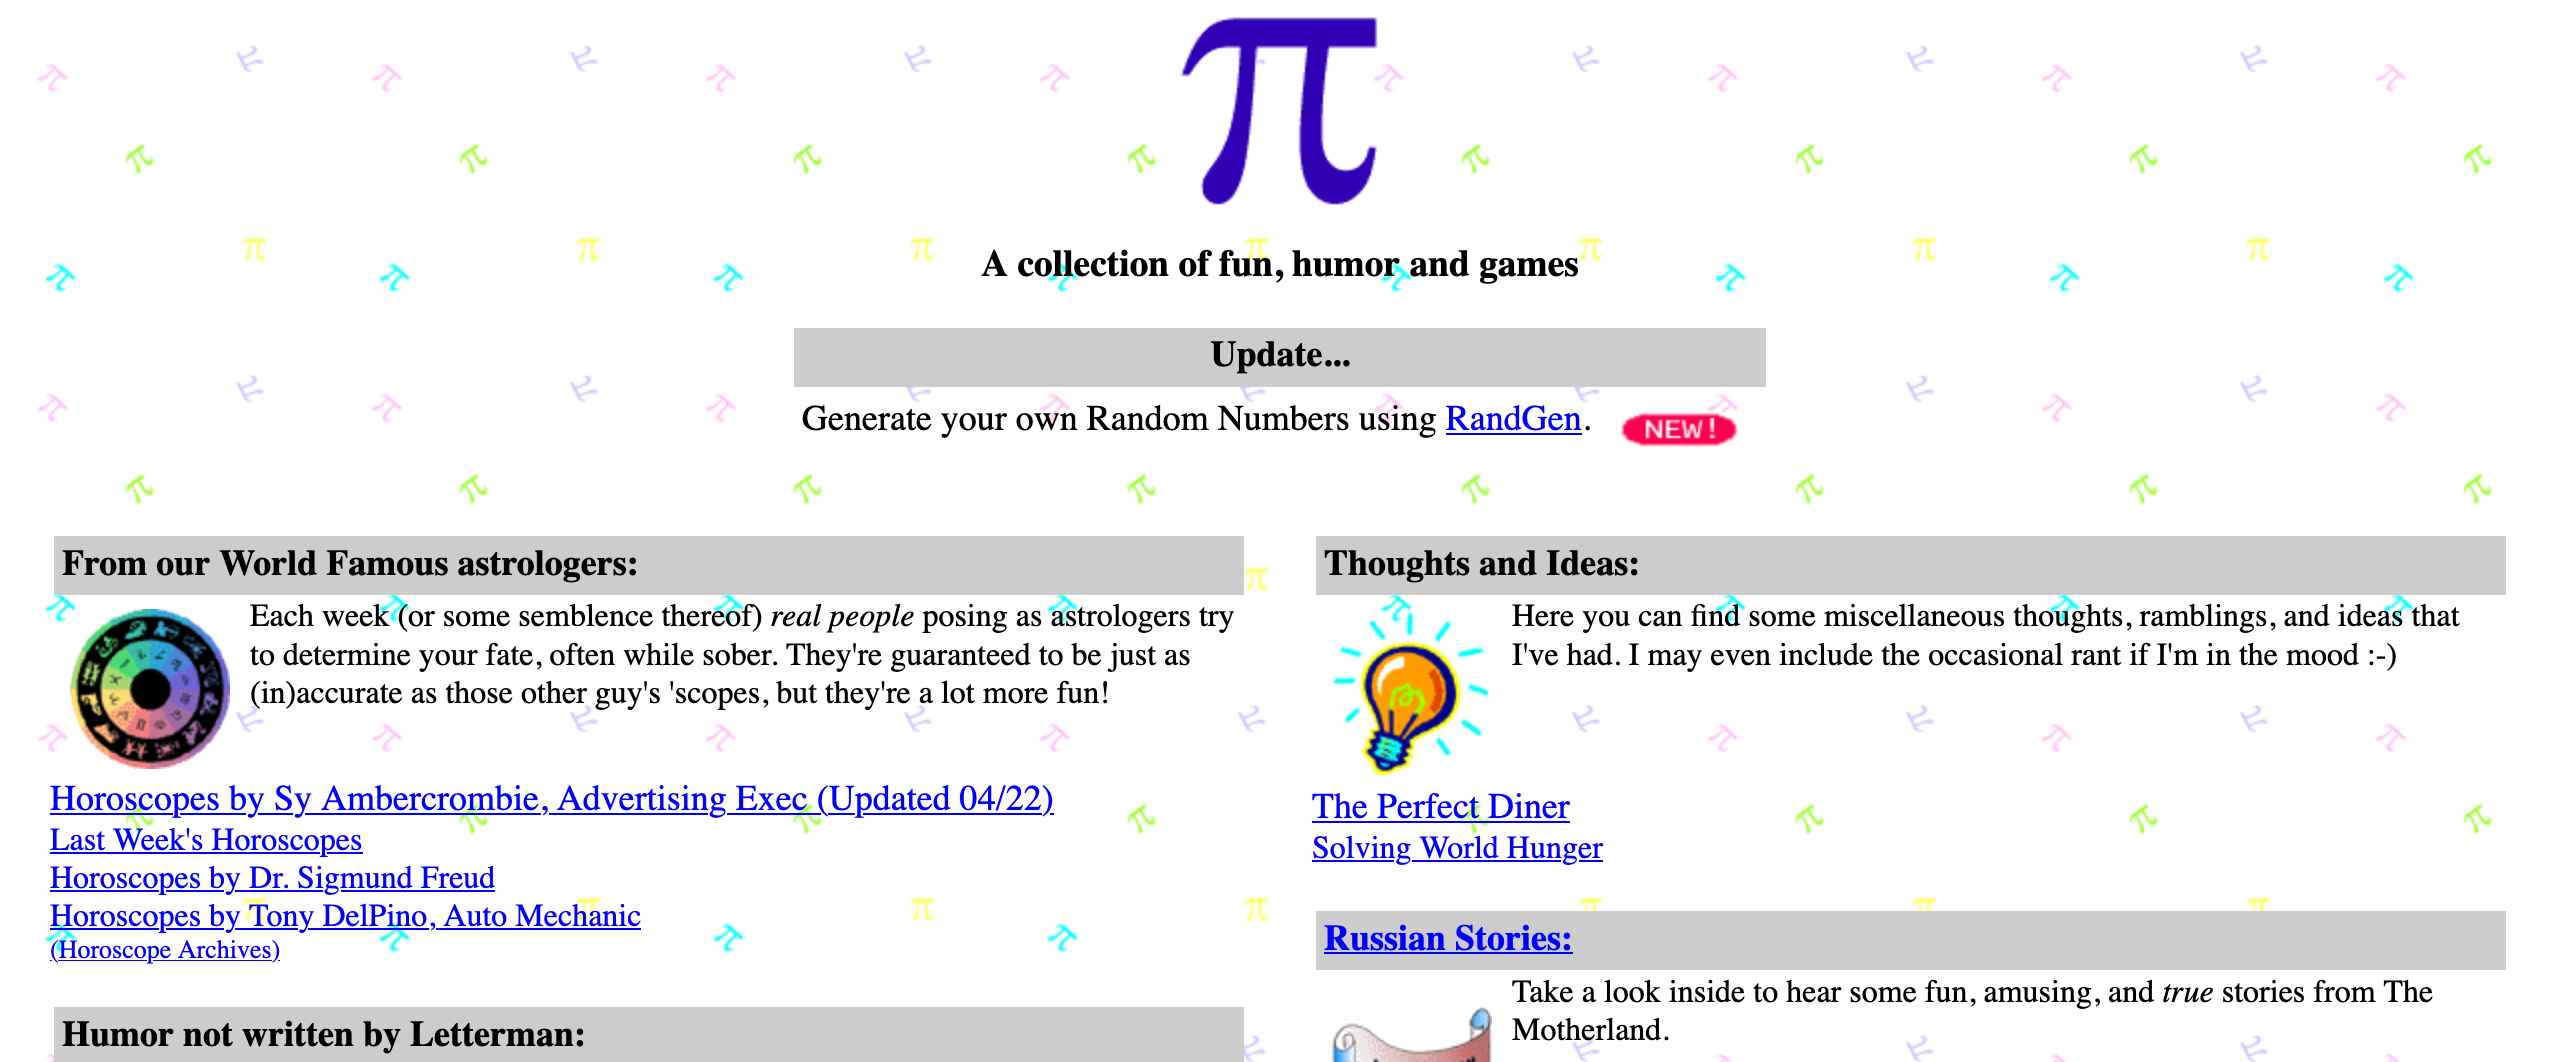 π
A collection of fun, humor and games
Update...
Generate your own Random Numbers using RandGen. NEW!
From our World Famous astrologers:
Each week (or some semblence thereof) real people posing as astrologers try
to determine your fate, often while sober. They're guaranteed to be just as
(in)accurate as those other guy's 'scopes, but they're a lot more fun!
Horoscopes by Sy Ambercrombie, Advertising Exec (Updated 04/22)
Last Week's Horoscopes
Horoscopes by Dr. Sigmund Freud
Horoscopes by Tony DelPino, Auto Mechanic
(Horoscope Archives)
Humor not written by Letterman:
Thoughts and Ideas:
Here you can find some miscellaneous thoughts, ramblings, and ideas that
I've had. I may even include the occasional rant if I'm in the mood :-)
The Perfect Diner
Solving World Hunger
Russian Stories:
Take a look inside to hear some fun, amusing, and true stories from The
Motherland.